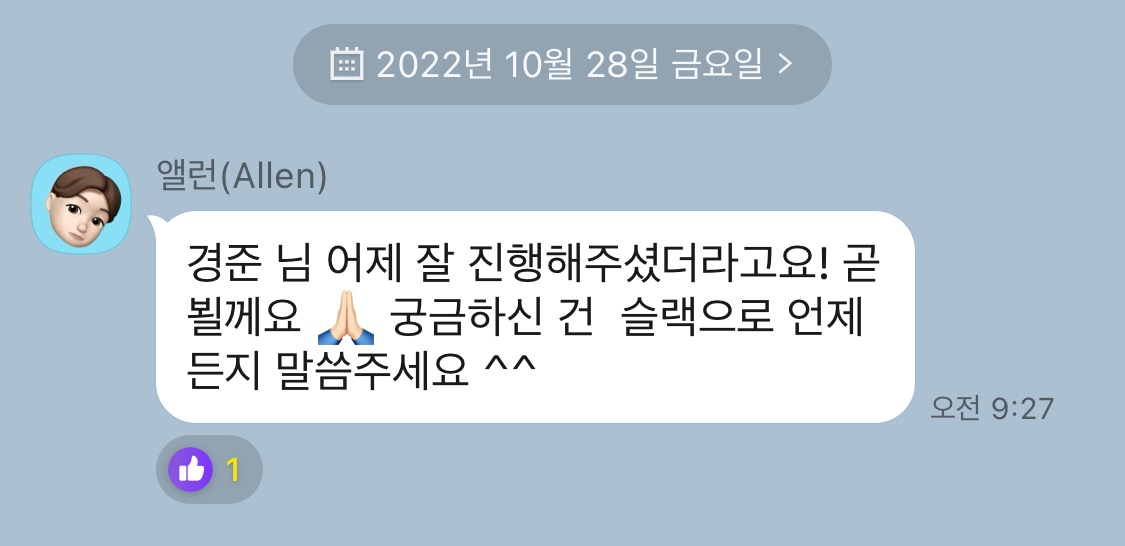 2022년 10월 28일 금요일 >
앨런(Allen)
경준 님 어제 잘 진행해주셨더라고요! 곧
뵐께요 🙏🏻 궁금하신 건  슬랙으로 언제
든지 말씀주세요 ^^
오전 9:27
1